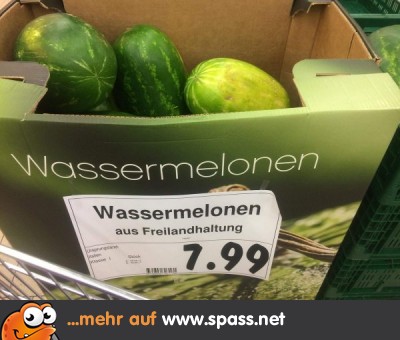 Wassermelonen
Wassermelonen
aus Freilandhaltung
7.99
...mehr auf www.spass.net